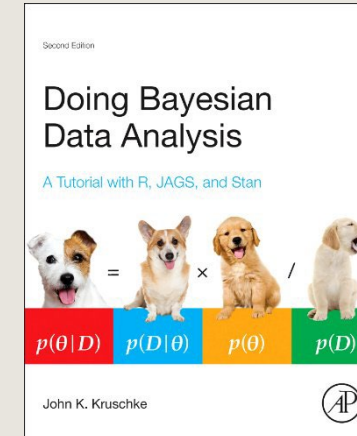 Second Edition
Doing Bayesian
Data Analysis
A Tutorial with R, JAGS, and Stan
= × /
p(θ|D) p(D|θ) p(θ) p(D)
John K. Kruschke
AP